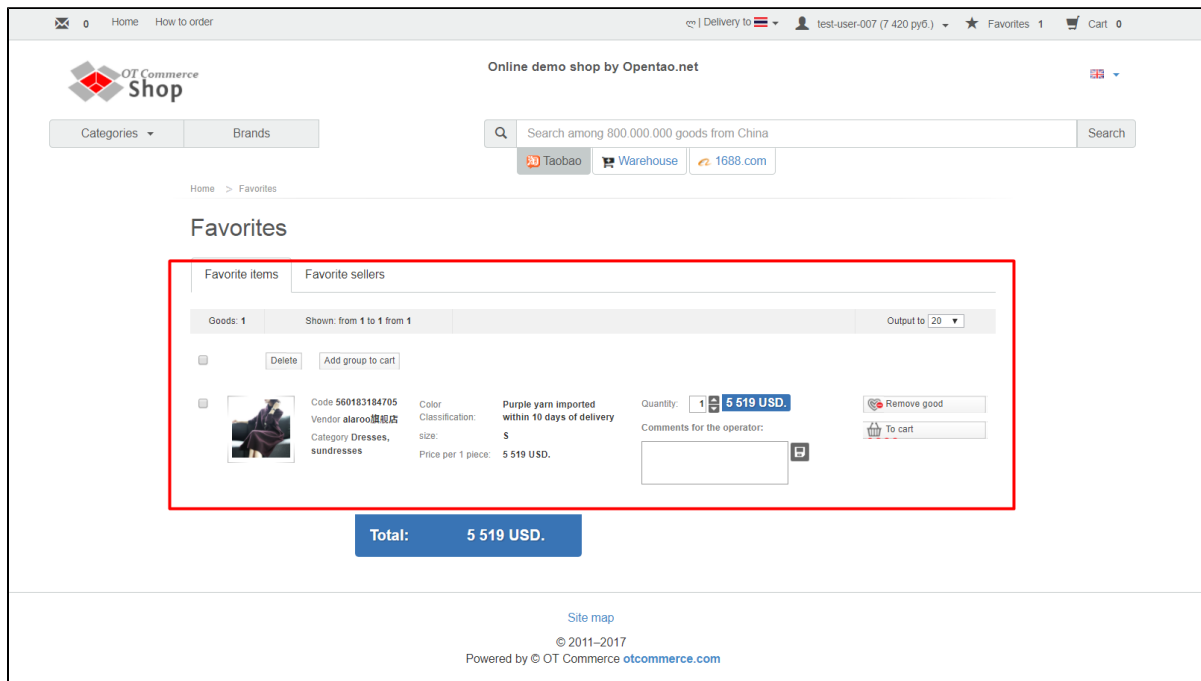 0 Home How to order ლ | Delivery to test-user-007 (7 420 руб.) Favorites 1 Cart 0
OT Commerce
Shop
Online demo shop by Opentao.net
Categories Brands Search among 800.000.000 goods from China Search
淘 Taobao Warehouse 1688.com
Home > Favorites
Favorites
Favorite items Favorite sellers
Goods: 1 Shown: from 1 to 1 from 1 Output to 20
Delete Add group to cart
Code 560183184705
Vendor alaroo旗舰店
Category Dresses,
sundresses
Color
Classification:
Purple yarn imported
within 10 days of delivery
size: S
Price per 1 piece: 5 519 USD.
Quantity: 1 5 519 USD.
Comments for the operator:
Remove good
To cart
Total: 5 519 USD.
Site map
© 2011–2017
Powered by © OT Commerce otcommerce.com